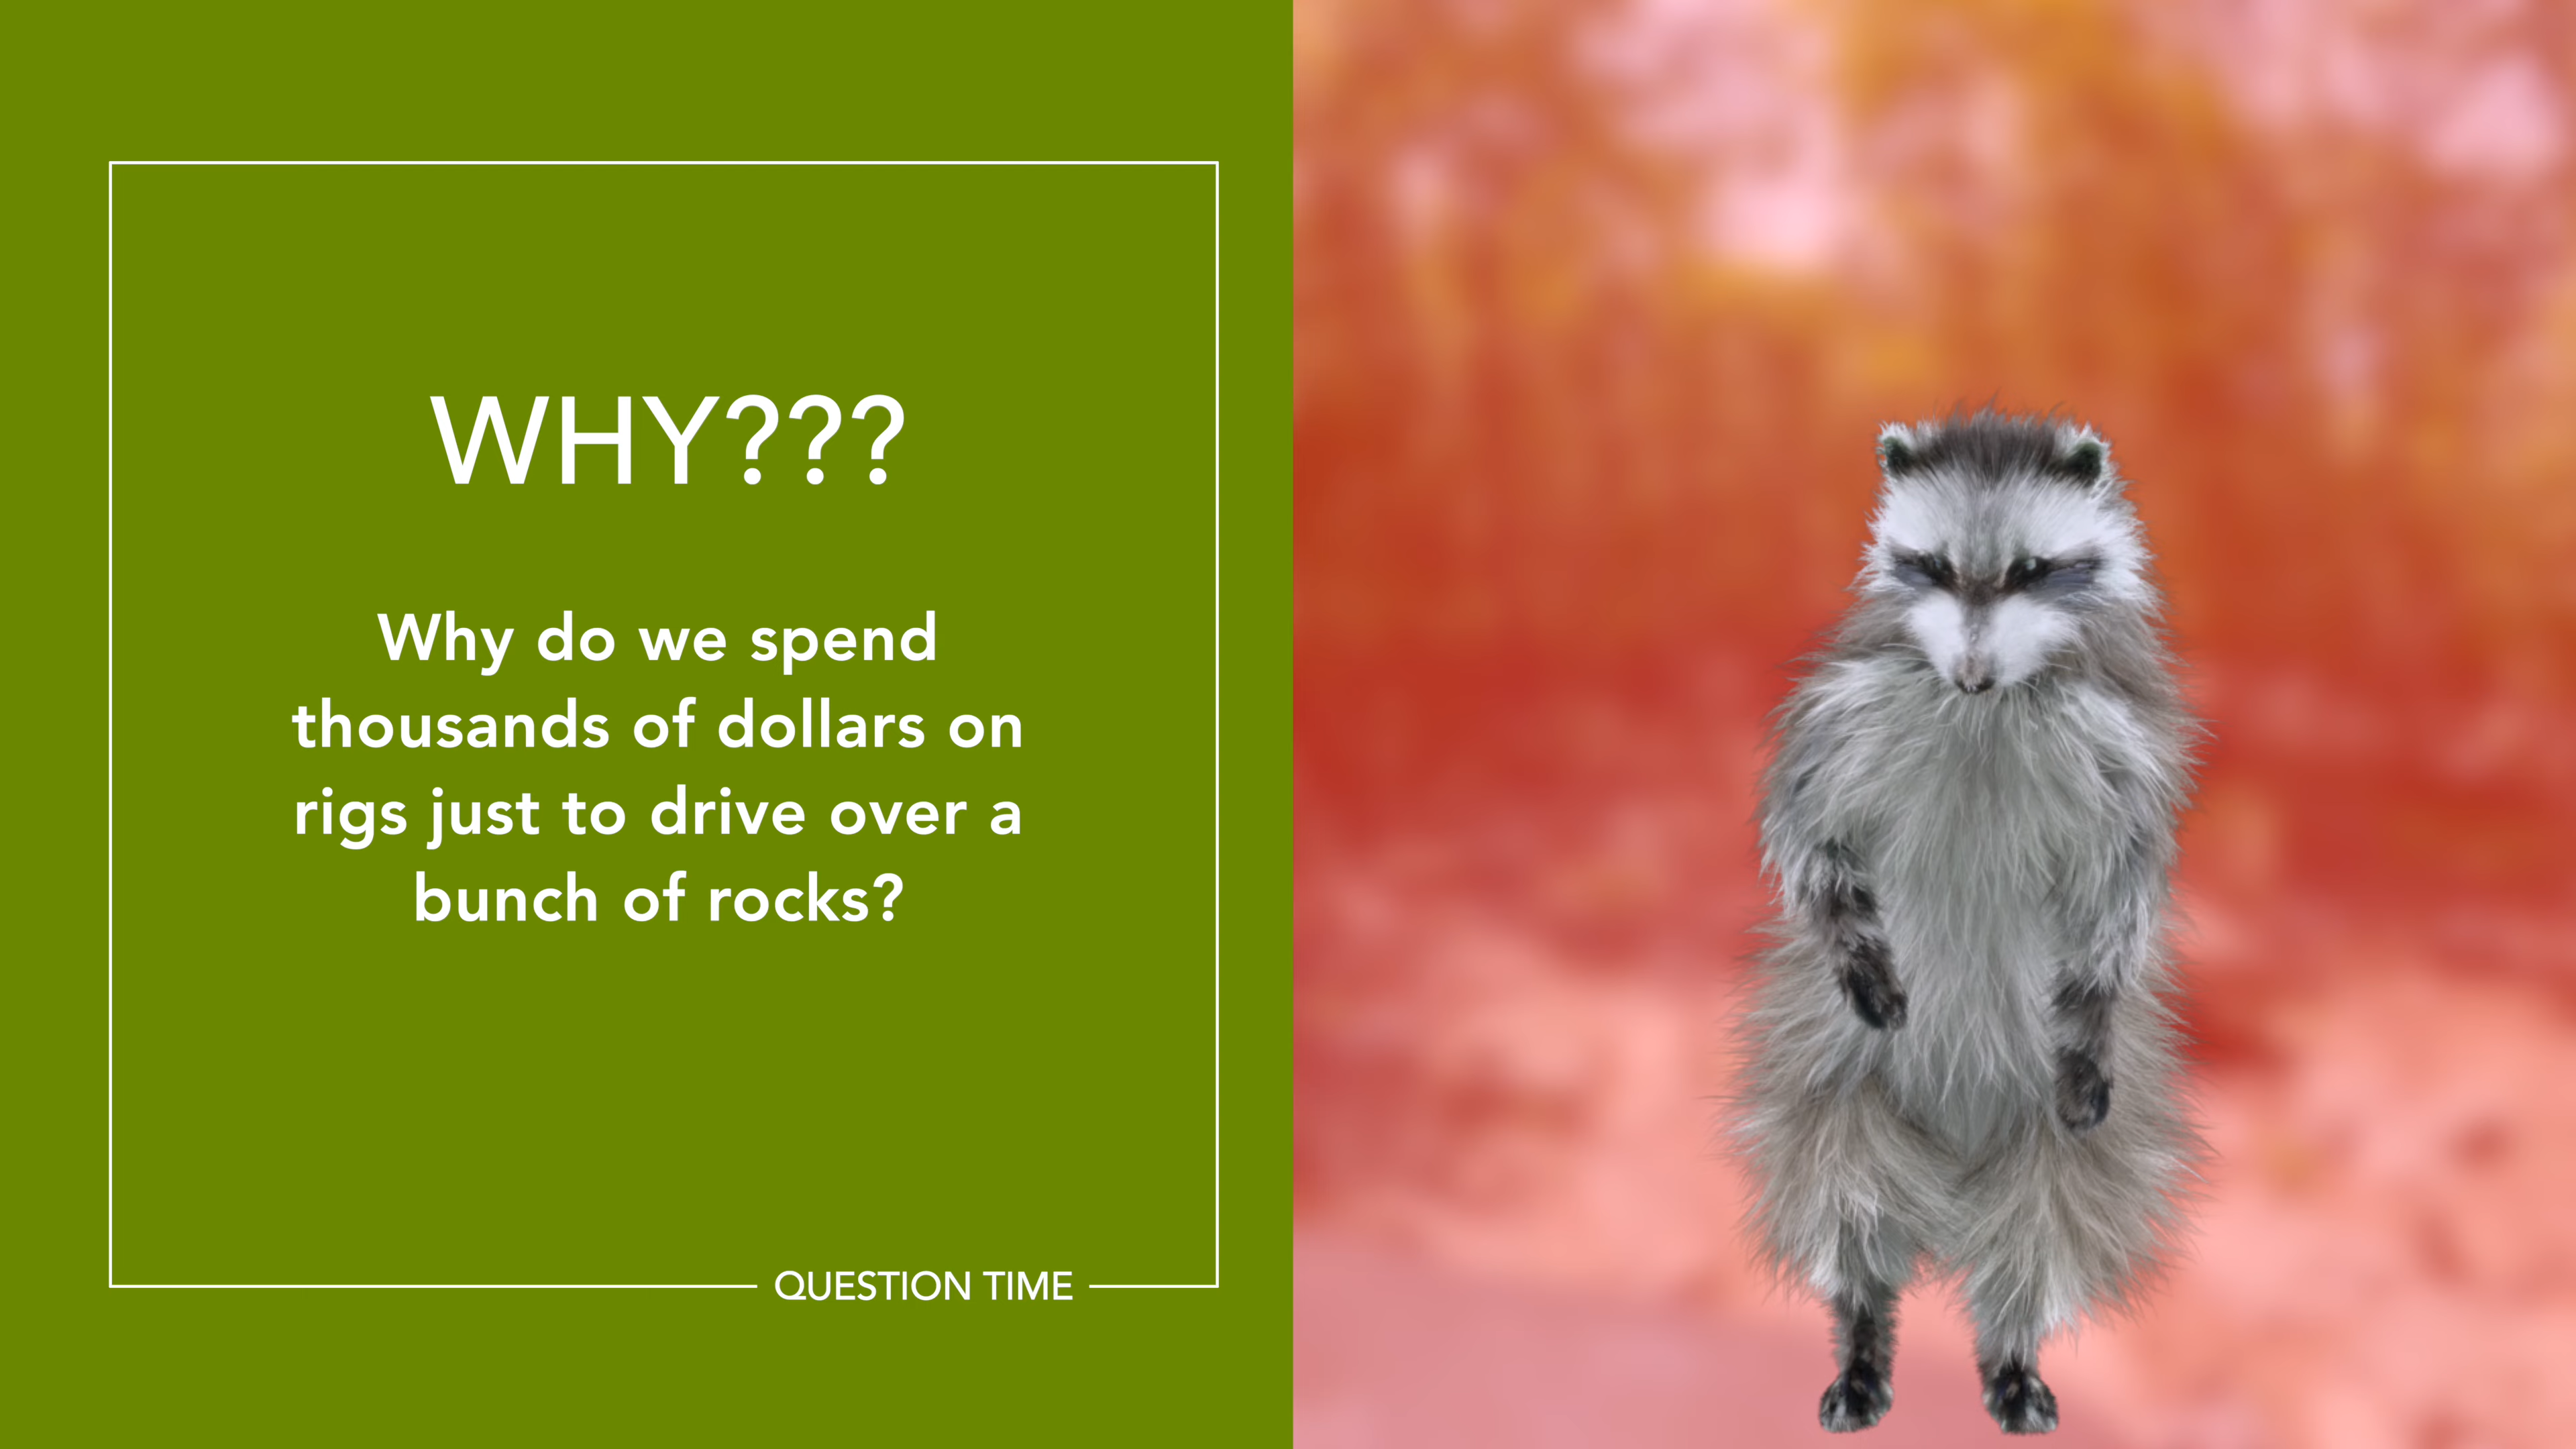 WHY???
Why do we spend
thousands of dollars on
rigs just to drive over a
bunch of rocks?
QUESTION TIME